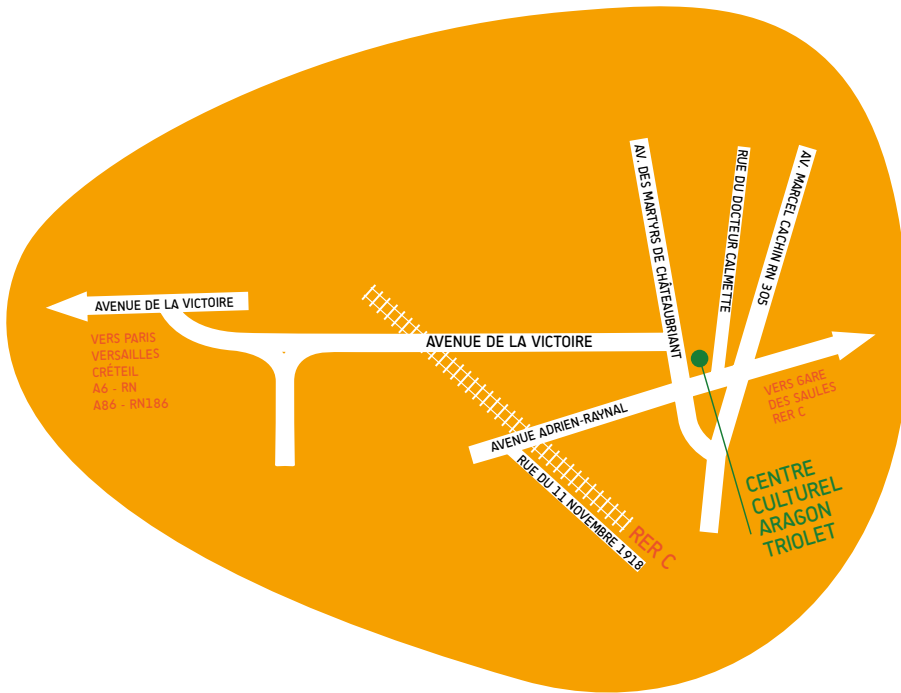 AV. DES MARTYRS DE CHÂTEAUBRIANT
RUE DU DOCTEUR CALMETTE
AV. MARCEL CACHIN RN 305
AVENUE DE LA VICTOIRE
VERS PARIS
VERSAILLES
CRÉTEIL
A6 - RN
A86 - RN186
AVENUE DE LA VICTOIRE
AVENUE ADRIEN-RAYNAL
VERS GARE
DES SAULES
RER C
RUE DU 11 NOVEMBRE 1918
RER C
CENTRE
CULTUREL
ARAGON
TRIOLET